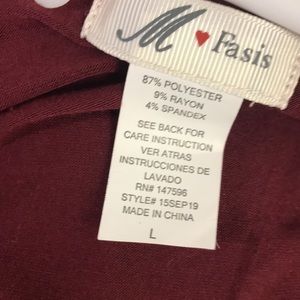 M Fasis
87% POLYESTER
9% RAYON
4% SPANDEX
SEE BACK FOR
CARE INSTRUCTION
VER ATRAS
INSTRUCCIONES DE
LAVADO
RN# 147596
STYLE# 15SEP19
MADE IN CHINA
L